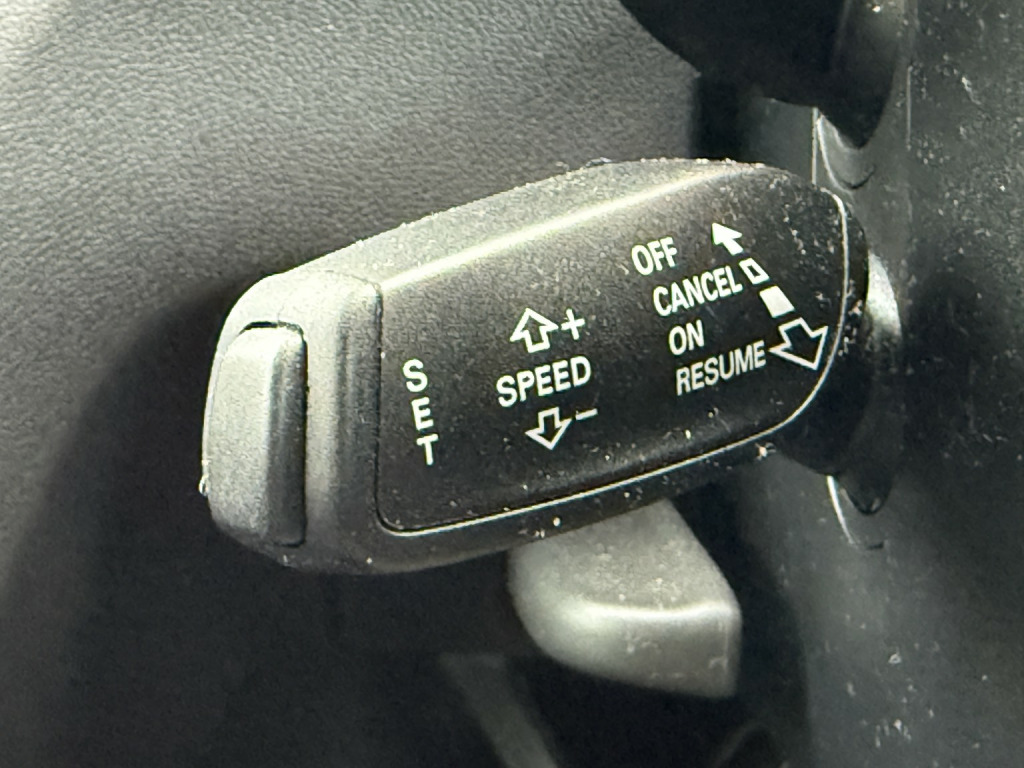 SET
+
SPEED
−
OFF
CANCEL
ON
RESUME